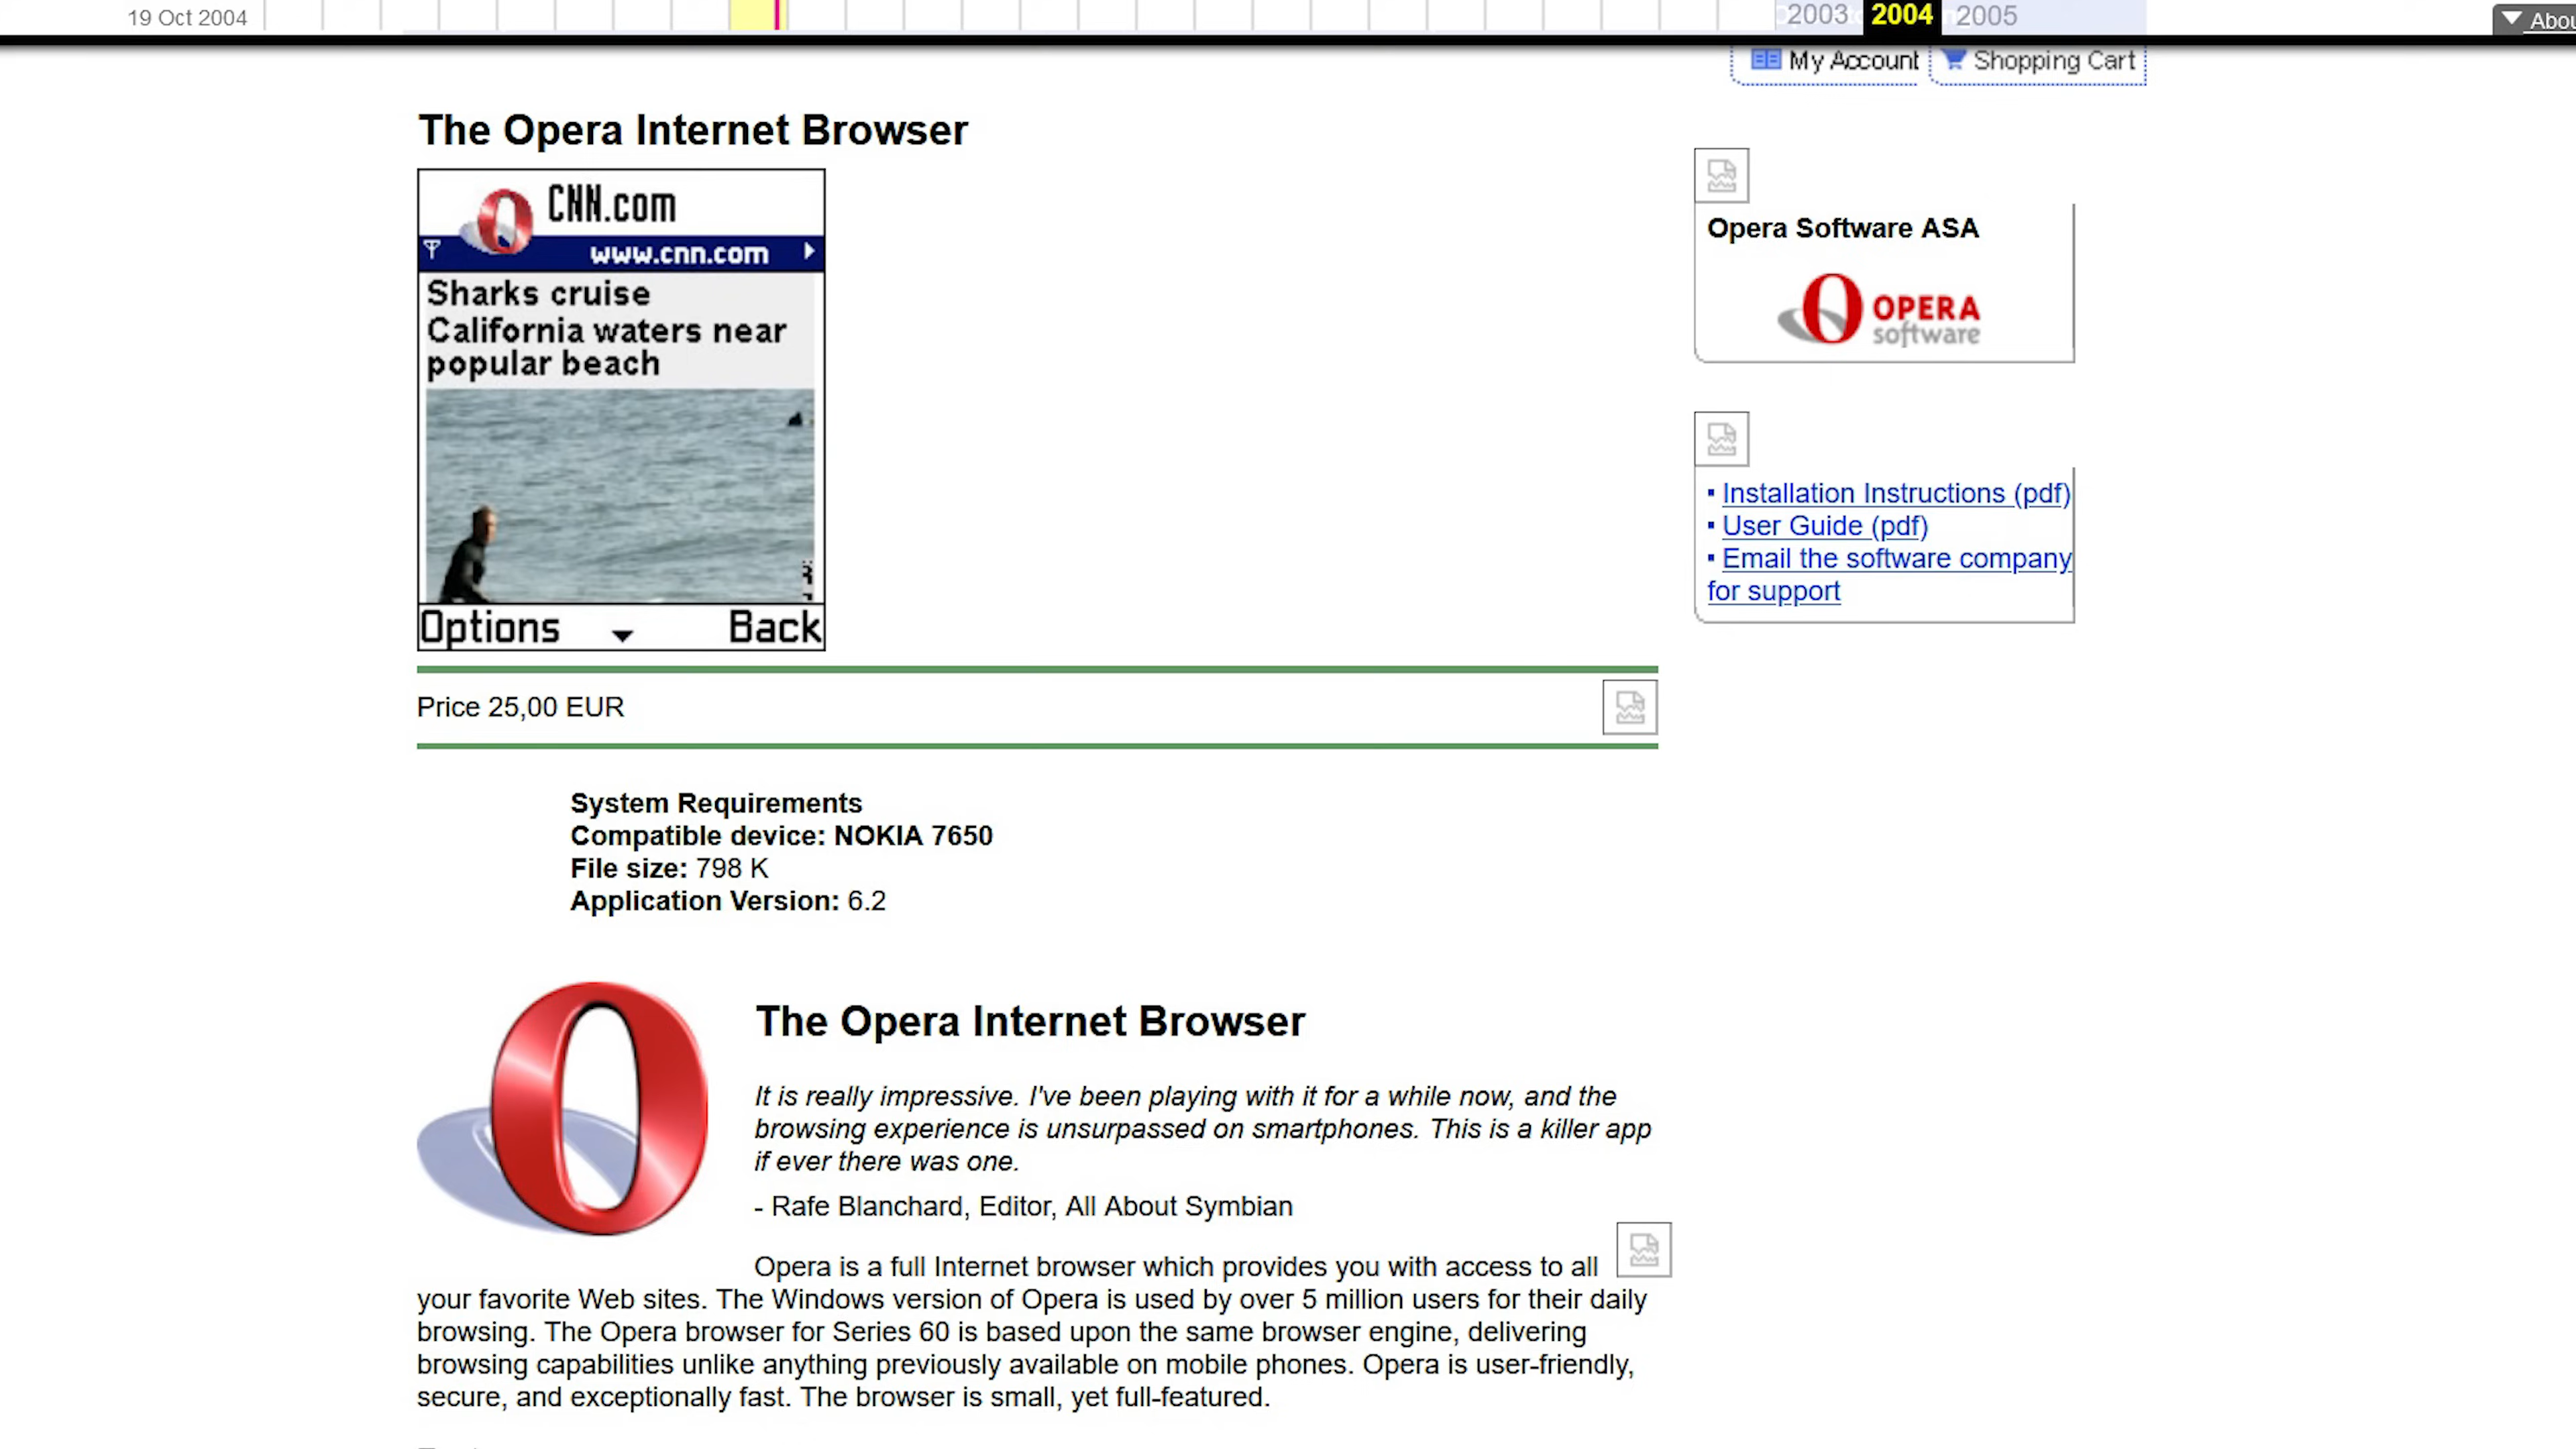 19 Oct 2004
2003 2004 2005
My Account Shopping Cart
The Opera Internet Browser
CNN.com
www.cnn.com
Sharks cruise
California waters near
popular beach
Options Back
Opera Software ASA
OPERA
software
Installation Instructions (pdf)
User Guide (pdf)
Email the software company
for support
Price 25,00 EUR
System Requirements
Compatible device: NOKIA 7650
File size: 798 K
Application Version: 6.2
The Opera Internet Browser
It is really impressive. I've been playing with it for a while now, and the
browsing experience is unsurpassed on smartphones. This is a killer app
if ever there was one.
- Rafe Blanchard, Editor, All About Symbian
Opera is a full Internet browser which provides you with access to all
your favorite Web sites. The Windows version of Opera is used by over 5 million users for their daily
browsing. The Opera browser for Series 60 is based upon the same browser engine, delivering
browsing capabilities unlike anything previously available on mobile phones. Opera is user-friendly,
secure, and exceptionally fast. The browser is small, yet full-featured.